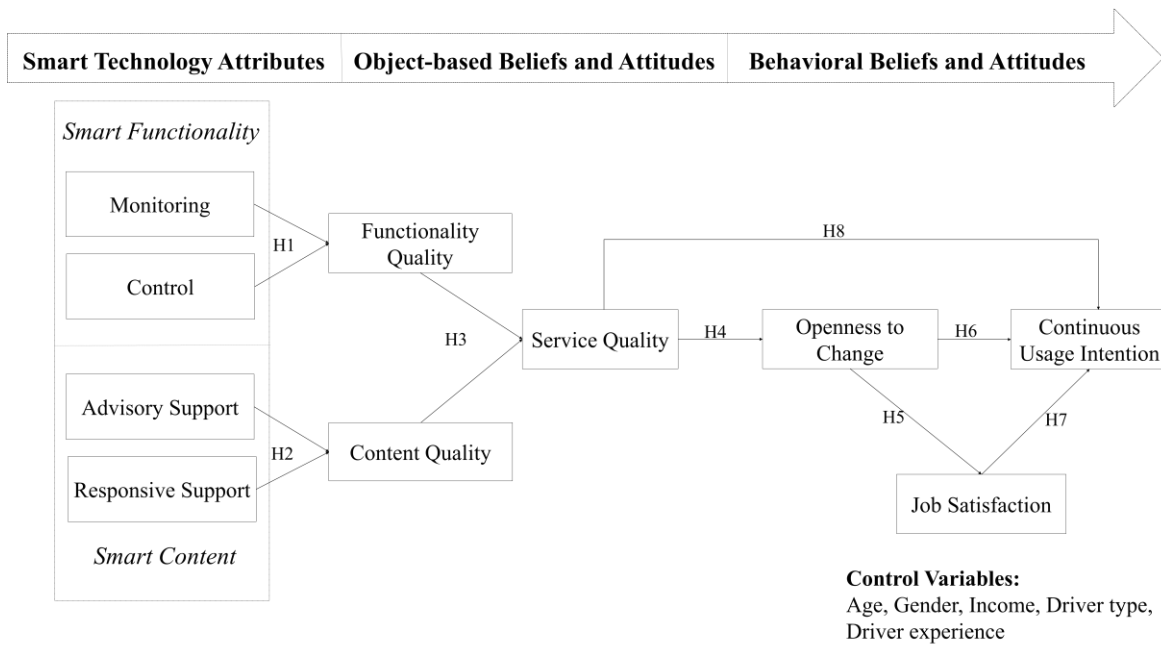 Smart Technology Attributes
Object-based Beliefs and Attitudes
Behavioral Beliefs and Attitudes
Smart Functionality
Monitoring
Control
H1
Functionality
Quality
Advisory Support
Responsive Support
H2
Smart Content
Content Quality
H3
Service Quality
H8
H4
Openness to
Change
H6
Continuous
Usage Intention
H5
H7
Job Satisfaction
Control Variables:
Age, Gender, Income, Driver type,
Driver experience